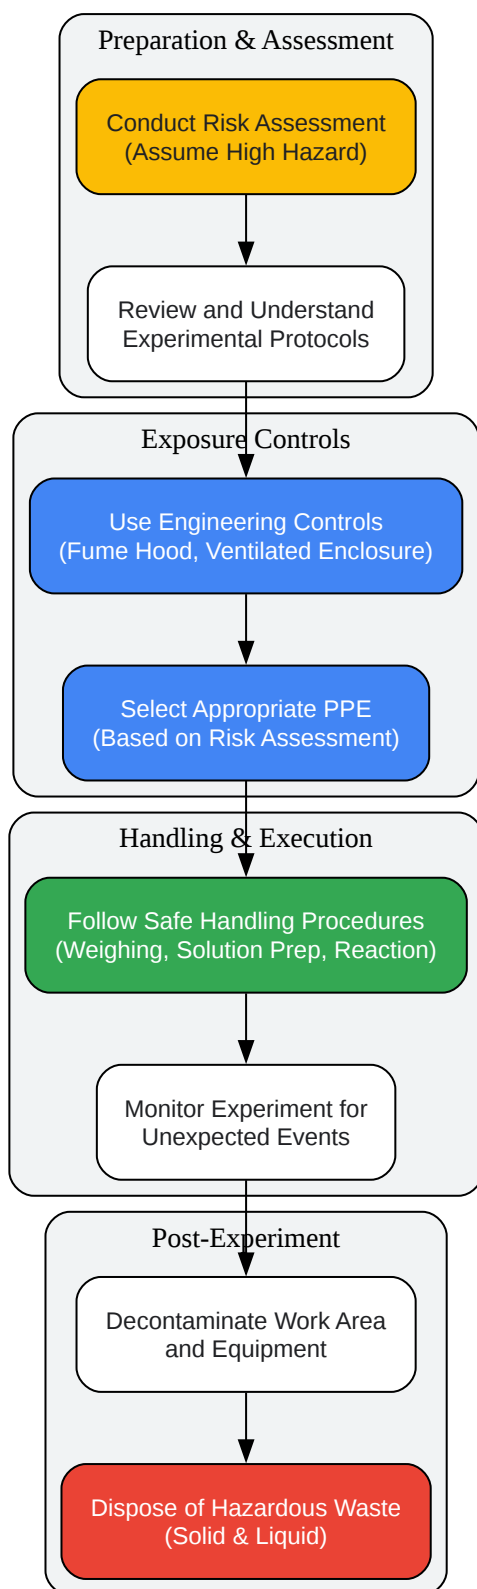 Preparation & Assessment
Conduct Risk Assessment
(Assume High Hazard)
Review and Understand
Experimental Protocols
Exposure Controls
Use Engineering Controls
(Fume Hood, Ventilated Enclosure)
Select Appropriate PPE
(Based on Risk Assessment)
Handling & Execution
Follow Safe Handling Procedures
(Weighing, Solution Prep, Reaction)
Monitor Experiment for
Unexpected Events
Post-Experiment
Decontaminate Work Area
and Equipment
Dispose of Hazardous Waste
(Solid & Liquid)